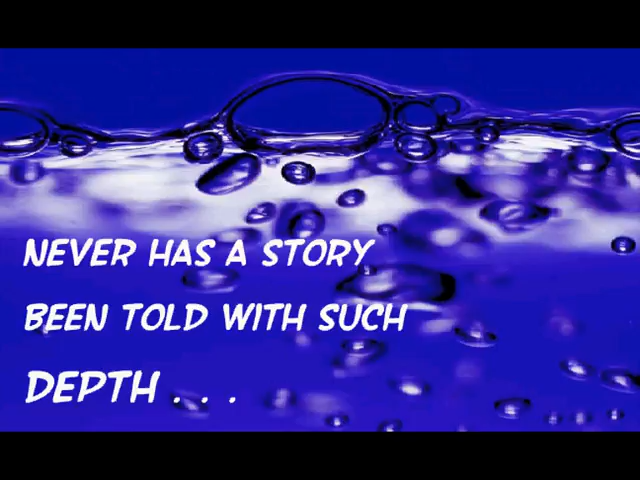 NEVER HAS A STORY
BEEN TOLD WITH SUCH
DEPTH . . .